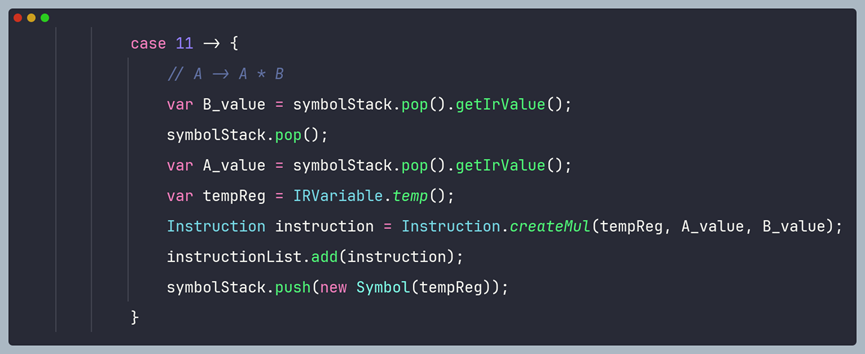 case 11 -> {
// A -> A * B
var B_value = symbolStack.pop().getIrValue();
symbolStack.pop();
var A_value = symbolStack.pop().getIrValue();
var tempReg = IRVariable.temp();
Instruction instruction = Instruction.createMul(tempReg, A_value, B_value);
instructionList.add(instruction);
symbolStack.push(new Symbol(tempReg));
}